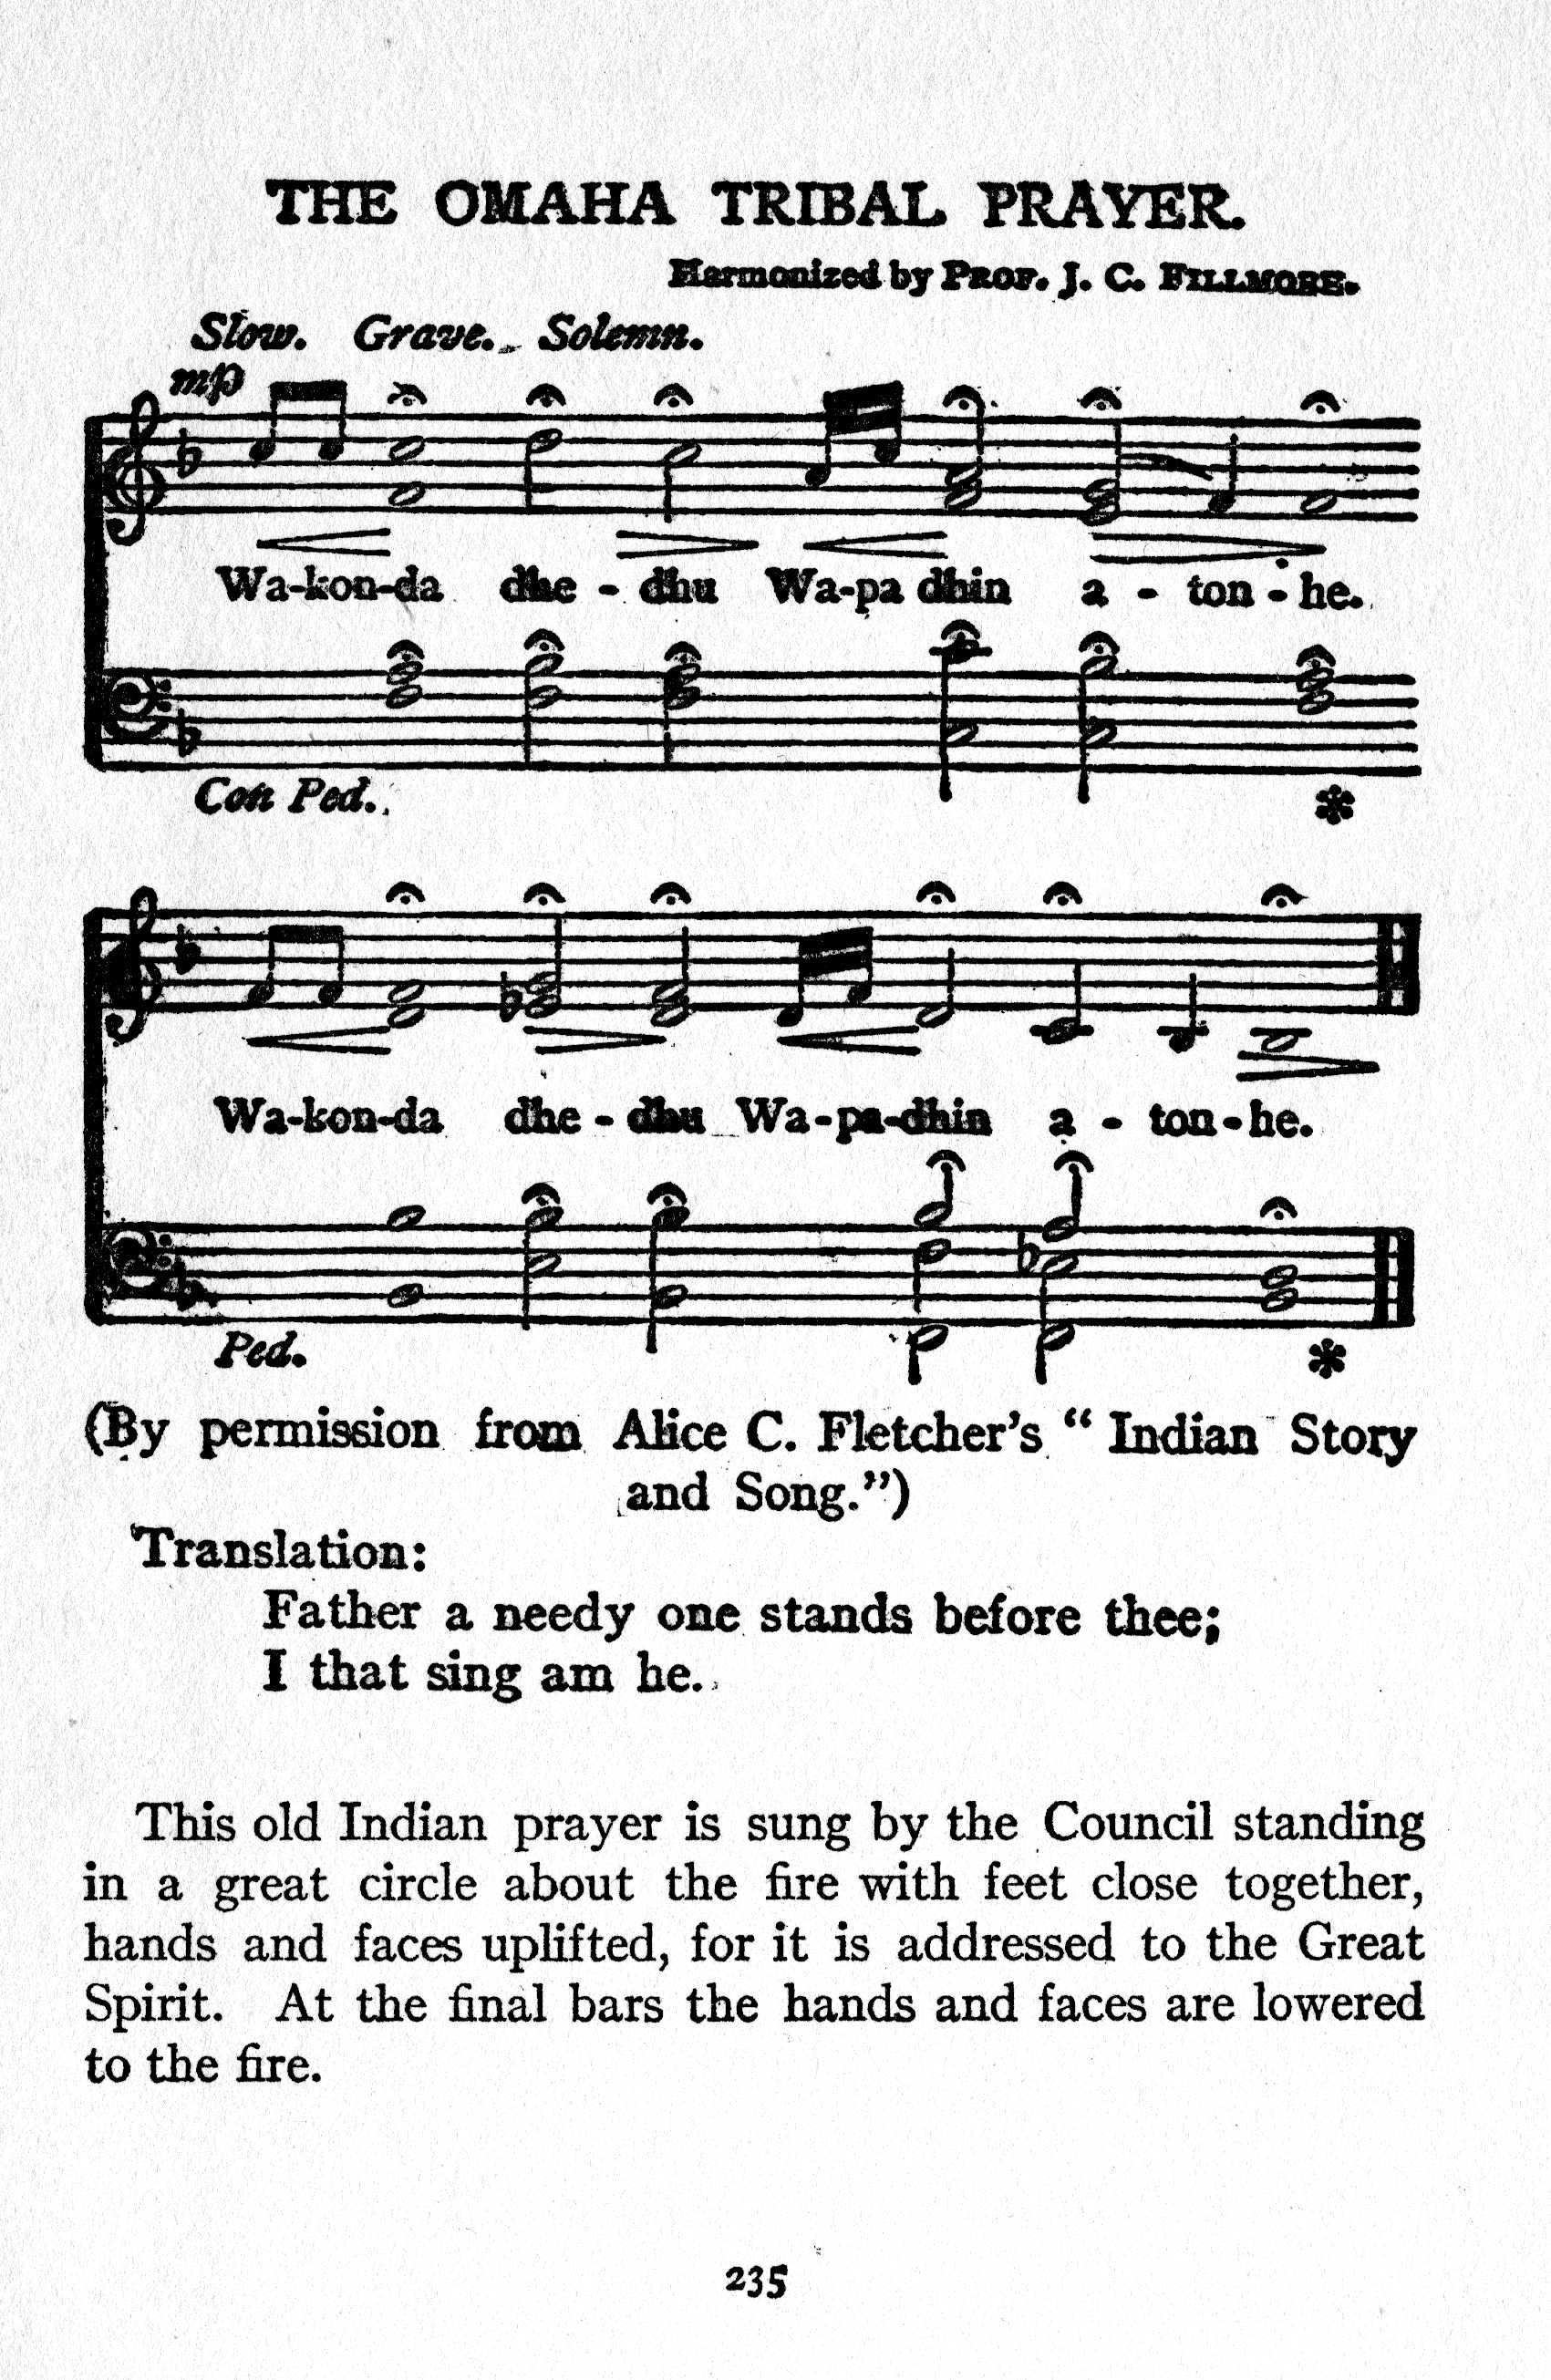 THE OMAHA TRIBAL PRAYER.
Harmonized by PROF. J. C. FILLMORE.
Slow. Grave. Solemn.
mp
Wa-kon-da dhe - dhu Wa-pa dhin a - ton - he.
Con Ped.
Wa-kon-da dhe - dhu Wa-pa-dhin a - ton-he.
Ped.
(By permission from Alice C. Fletcher's "Indian Story
and Song.")
Translation:
Father a needy one stands before thee;
I that sing am he.
This old Indian prayer is sung by the Council standing
in a great circle about the fire with feet close together,
hands and faces uplifted, for it is addressed to the Great
Spirit. At the final bars the hands and faces are lowered
to the fire.
235